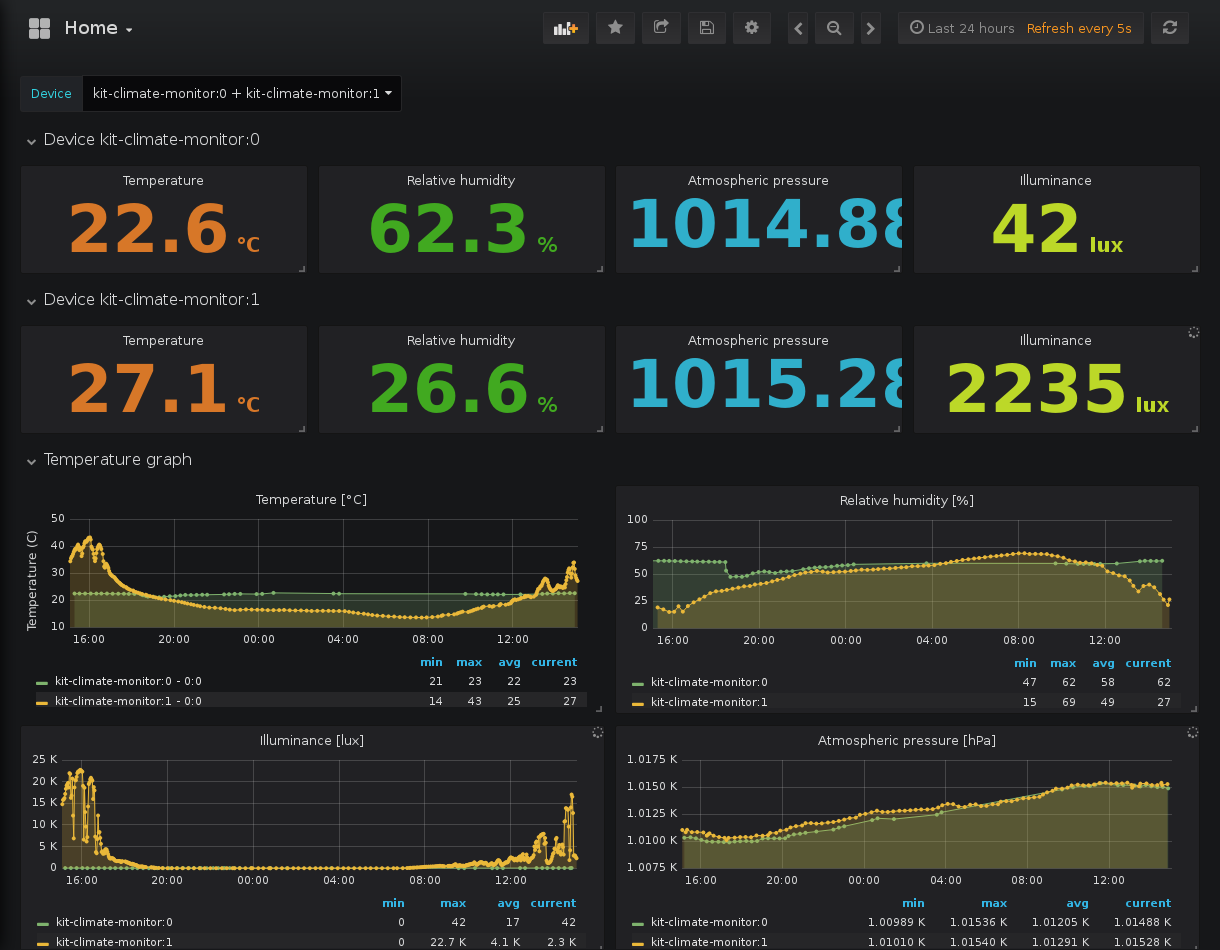 Home
Last 24 hours Refresh every 5s
Device kit-climate-monitor:0 + kit-climate-monitor:1
Device kit-climate-monitor:0
Temperature Relative humidity Atmospheric pressure Illuminance
22.6 °C 62.3 % 1014.88 42 lux
Device kit-climate-monitor:1
Temperature Relative humidity Atmospheric pressure Illuminance
27.1 °C 26.6 % 1015.28 2235 lux
Temperature graph
Temperature [°C]
Temperature (C)
50
40
30
20
10
16:00 20:00 00:00 04:00 08:00 12:00
min max avg current
kit-climate-monitor:0 - 0:0 21 23 22 23
kit-climate-monitor:1 - 0:0 14 43 25 27
Relative humidity [%]
100
75
50
25
0
16:00 20:00 00:00 04:00 08:00 12:00
min max avg current
kit-climate-monitor:0 47 62 58 62
kit-climate-monitor:1 15 69 49 27
Illuminance [lux]
25 K
20 K
15 K
10 K
5 K
0
16:00 20:00 00:00 04:00 08:00 12:00
min max avg current
kit-climate-monitor:0 0 42 17 42
kit-climate-monitor:1 0 22.7 K 4.1 K 2.3 K
Atmospheric pressure [hPa]
1.0175 K
1.0150 K
1.0125 K
1.0100 K
1.0075 K
16:00 20:00 00:00 04:00 08:00 12:00
min max avg current
kit-climate-monitor:0 1.00989 K 1.01536 K 1.01205 K 1.01488 K
kit-climate-monitor:1 1.01010 K 1.01540 K 1.01291 K 1.01528 K